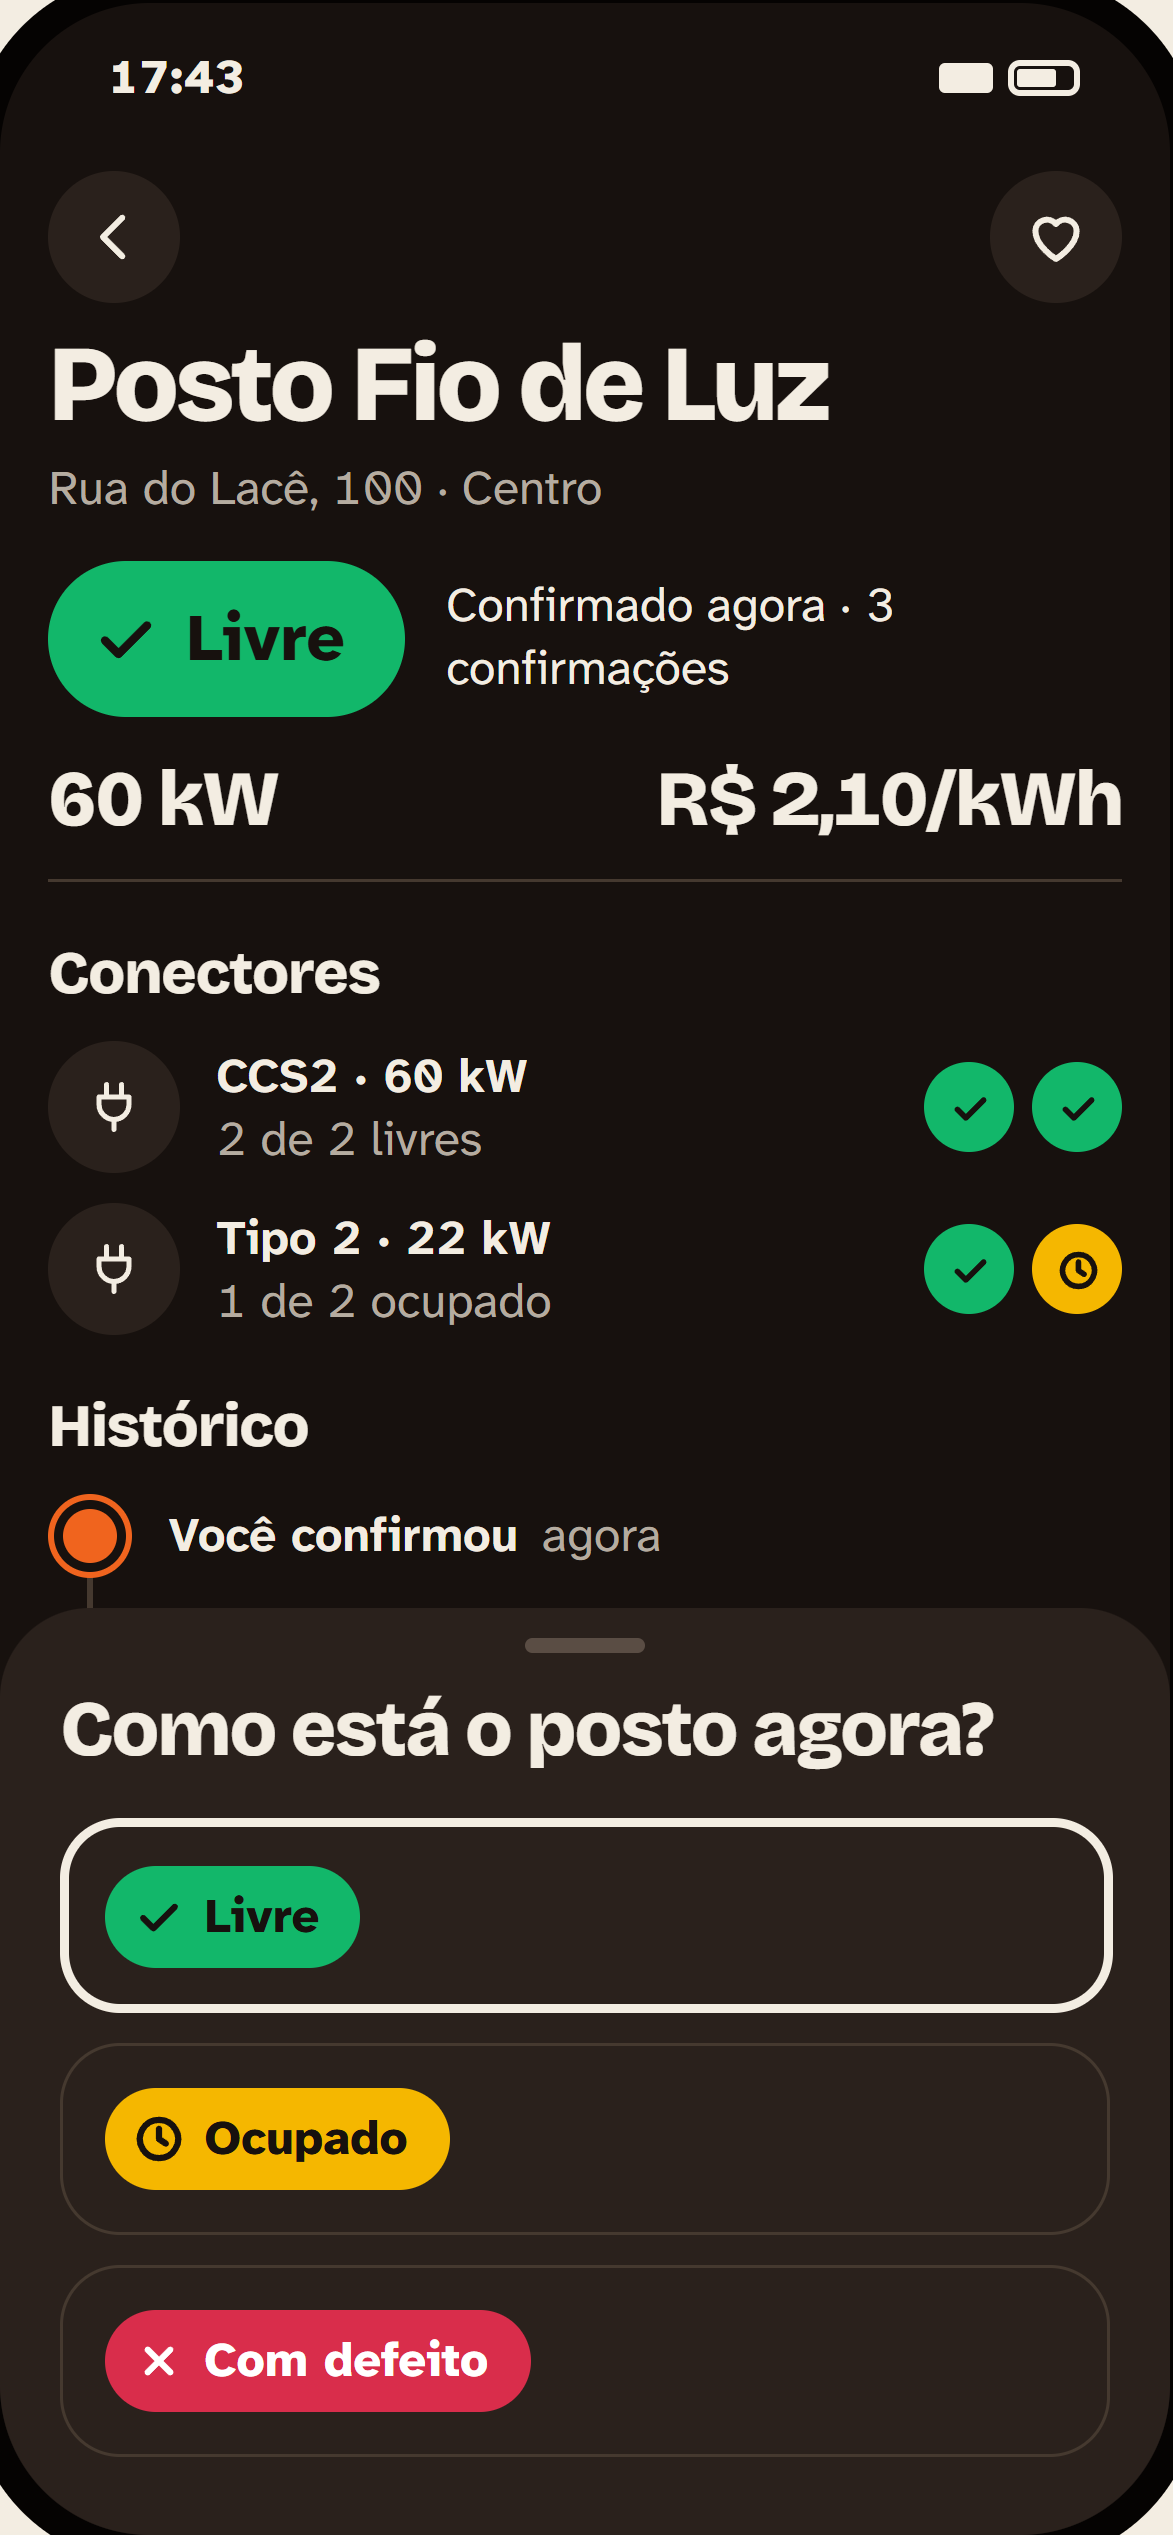 17:43
Posto Fio de Luz
Rua do Lacê, 100 · Centro
Livre
Confirmado agora · 3
confirmações
60 kW
R$ 2,10/kWh
Conectores
CCS2 · 60 kW
2 de 2 livres
Tipo 2 · 22 kW
1 de 2 ocupado
Histórico
Você confirmou agora
Como está o posto agora?
Livre
Ocupado
Com defeito